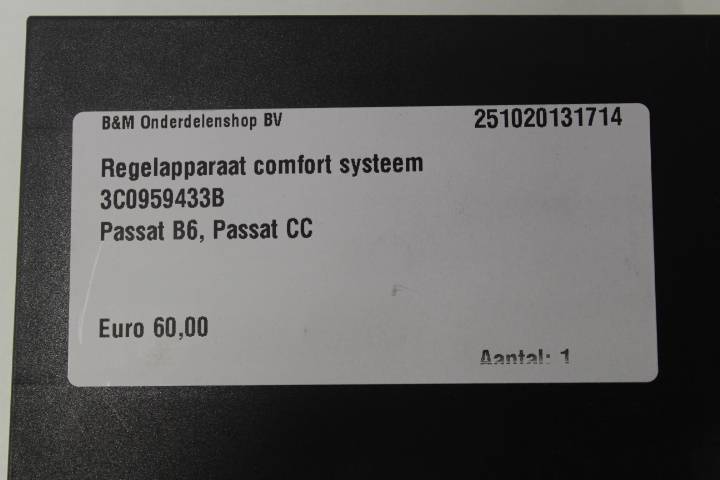 B&M Onderdelenshop BV 251020131714
Regelapparaat comfort systeem
3C0959433B
Passat B6, Passat CC
Euro 60,00
Aantal: 1